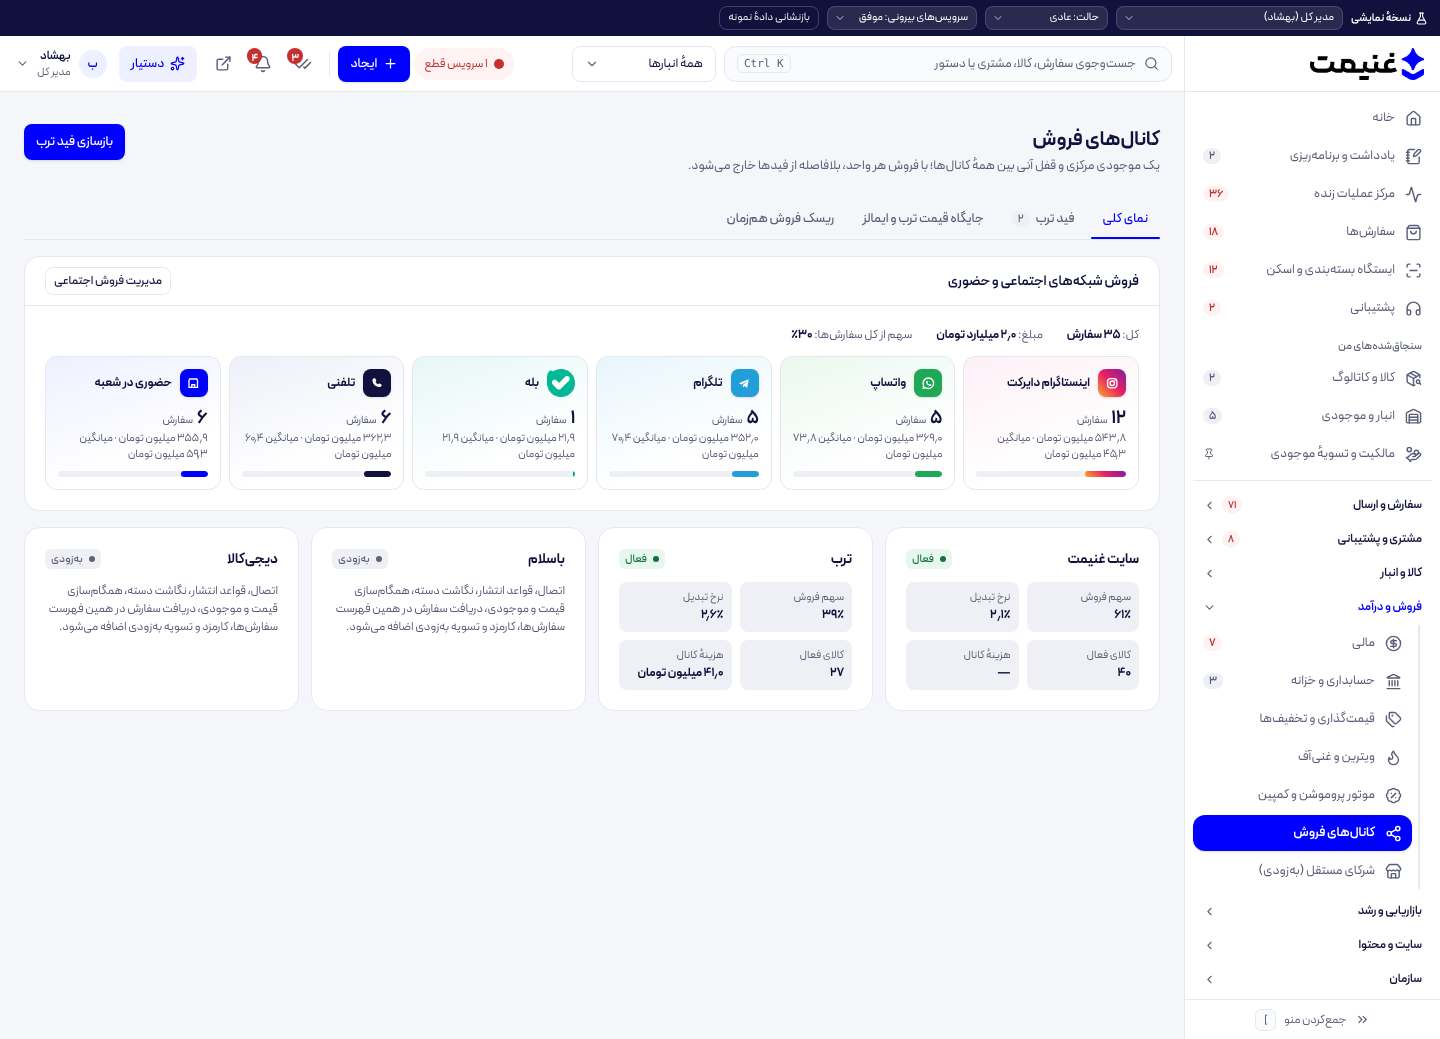 نسخهٔ نمایشی
مدیر کل (بهشاد)
حالت: عادی
سرویس‌های بیرونی: موفق
بازنشانی دادهٔ نمونه
غنیمت
جست‌وجوی سفارش، کالا، مشتری یا دستور
Ctrl K
همهٔ انبارها
ایجاد
۱ سرویس قطع
۳
۴
دستیار
ب
بهشاد
مدیر کل
خانه
یادداشت و برنامه‌ریزی ۲
مرکز عملیات زنده ۳۶
سفارش‌ها ۱۸
ایستگاه بسته‌بندی و اسکن ۱۲
پشتیبانی ۲
سنجاق‌شده‌های من
کالا و کاتالوگ ۲
انبار و موجودی ۵
مالکیت و تسویهٔ موجودی
سفارش و ارسال ۷۱
مشتری و پشتیبانی ۸
کالا و انبار
فروش و درآمد
مالی ۷
حسابداری و خزانه ۳
قیمت‌گذاری و تخفیف‌ها
ویترین و غنی‌آف
موتور پروموشن و کمپین
کانال‌های فروش
شرکای مستقل (به‌زودی)
بازاریابی و رشد
سایت و محتوا
سازمان
جمع‌کردن منو [
کانال‌های فروش
یک موجودی مرکزی و قفل آنی بین همهٔ کانال‌ها؛ با فروش هر واحد، بلافاصله از فیدها خارج می‌شود.
بازسازی فید ترب
نمای کلی
فید ترب ۲
جایگاه قیمت ترب و ایمالز
ریسک فروش هم‌زمان
فروش شبکه‌های اجتماعی و حضوری
مدیریت فروش اجتماعی
کل: ۳۵ سفارش
مبلغ: ۲٫۰ میلیارد تومان
سهم از کل سفارش‌ها: ۳۰٪
اینستاگرام دایرکت
۱۲ سفارش
۵۴۳٫۸ میلیون تومان · میانگین
۴۵٫۳ میلیون تومان
واتساپ
۵ سفارش
۳۶۹٫۰ میلیون تومان · میانگین ۷۳٫۸
میلیون تومان
تلگرام
۵ سفارش
۳۵۲٫۰ میلیون تومان · میانگین ۷۰٫۴
میلیون تومان
بله
۱ سفارش
۲۱٫۹ میلیون تومان · میانگین ۲۱٫۹
میلیون تومان
تلفنی
۶ سفارش
۳۶۲٫۳ میلیون تومان · میانگین ۶۰٫۴
میلیون تومان
حضوری در شعبه
۶ سفارش
۳۵۵٫۹ میلیون تومان · میانگین
۵۹٫۳ میلیون تومان
سایت غنیمت
فعال
سهم فروش
۶۱٪
نرخ تبدیل
۲٫۱٪
کالای فعال
۴۰
هزینهٔ کانال
—
ترب
فعال
سهم فروش
۳۹٪
نرخ تبدیل
۲٫۶٪
کالای فعال
۲۷
هزینهٔ کانال
۴۱٫۰ میلیون تومان
باسلام
به‌زودی
اتصال، قواعد انتشار، نگاشت دسته، همگام‌سازی
قیمت و موجودی، دریافت سفارش در همین فهرست
سفارش‌ها، کارمزد و تسویه به‌زودی اضافه می‌شود.
دیجی‌کالا
به‌زودی
اتصال، قواعد انتشار، نگاشت دسته، همگام‌سازی
قیمت و موجودی، دریافت سفارش در همین فهرست
سفارش‌ها، کارمزد و تسویه به‌زودی اضافه می‌شود.